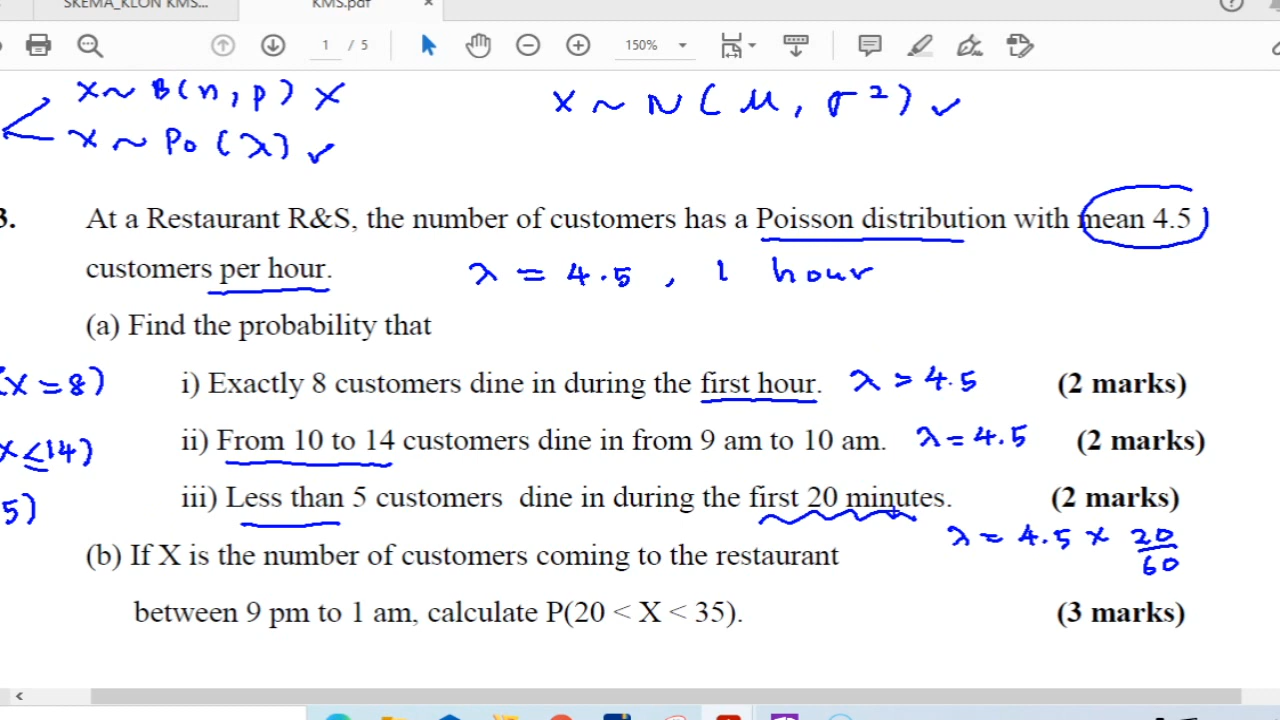 SKEMA_KLON KMS...
KMS.pdf ×
1 / 5
150%
x ~ B(n, p) ×
x ~ N(μ, σ²) ✓
x ~ Po(λ) ✓
3. At a Restaurant R&S, the number of customers has a Poisson distribution with mean 4.5
customers per hour. λ = 4.5, 1 hour
(a) Find the probability that
(x = 8) i) Exactly 8 customers dine in during the first hour. λ = 4.5 (2 marks)
x ≤ 14) ii) From 10 to 14 customers dine in from 9 am to 10 am. λ = 4.5 (2 marks)
5) iii) Less than 5 customers dine in during the first 20 minutes. (2 marks)
λ = 4.5 × 20/60
(b) If X is the number of customers coming to the restaurant
between 9 pm to 1 am, calculate P(20 < X < 35). (3 marks)